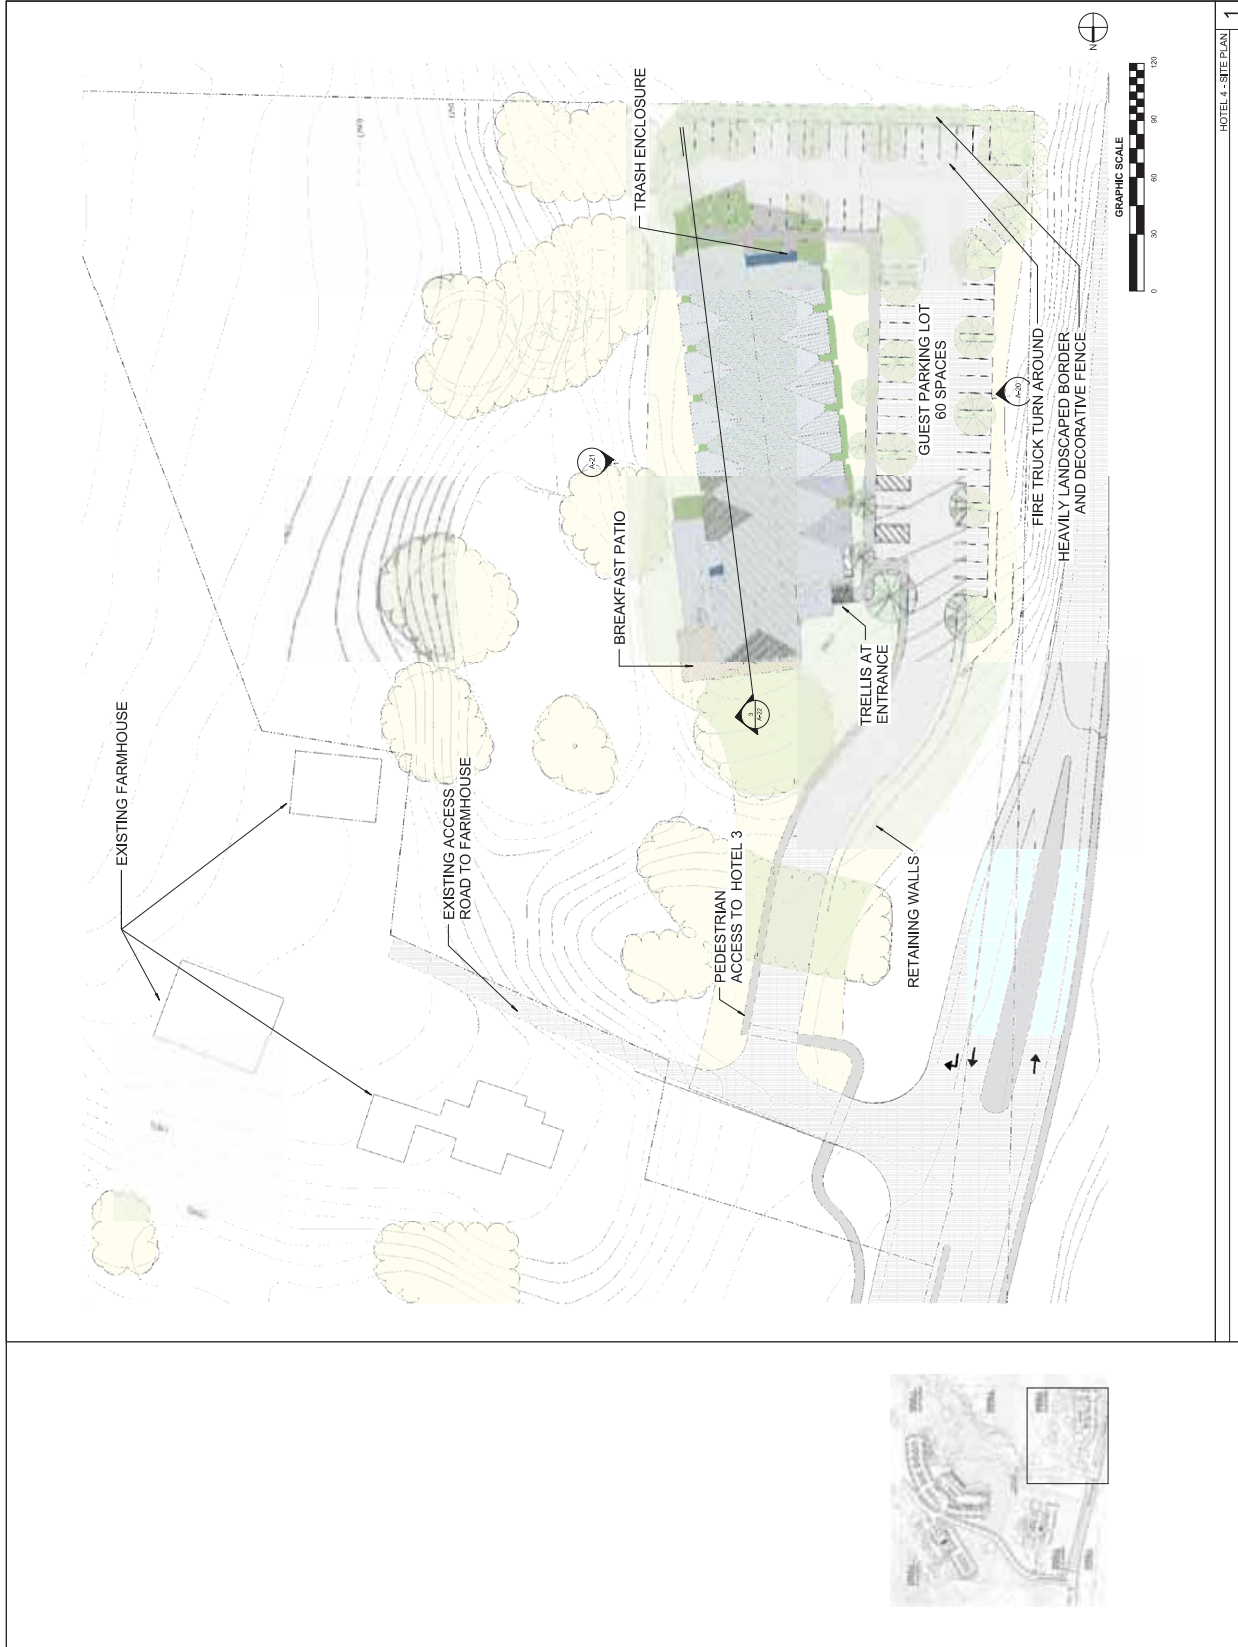 EXISTING FARMHOUSE
EXISTING ACCESS
ROAD TO FARMHOUSE
BREAKFAST PATIO
TRASH ENCLOSURE
A-21
3
A-22
PEDESTRIAN
ACCESS TO HOTEL 3
TRELLIS AT
ENTRANCE
RETAINING WALLS
GUEST PARKING LOT
60 SPACES
A-20
FIRE TRUCK TURN AROUND
HEAVILY LANDSCAPED BORDER
AND DECORATIVE FENCE
N
GRAPHIC SCALE
0
30
60
90
120
HOTEL 4 - SITE PLAN
1